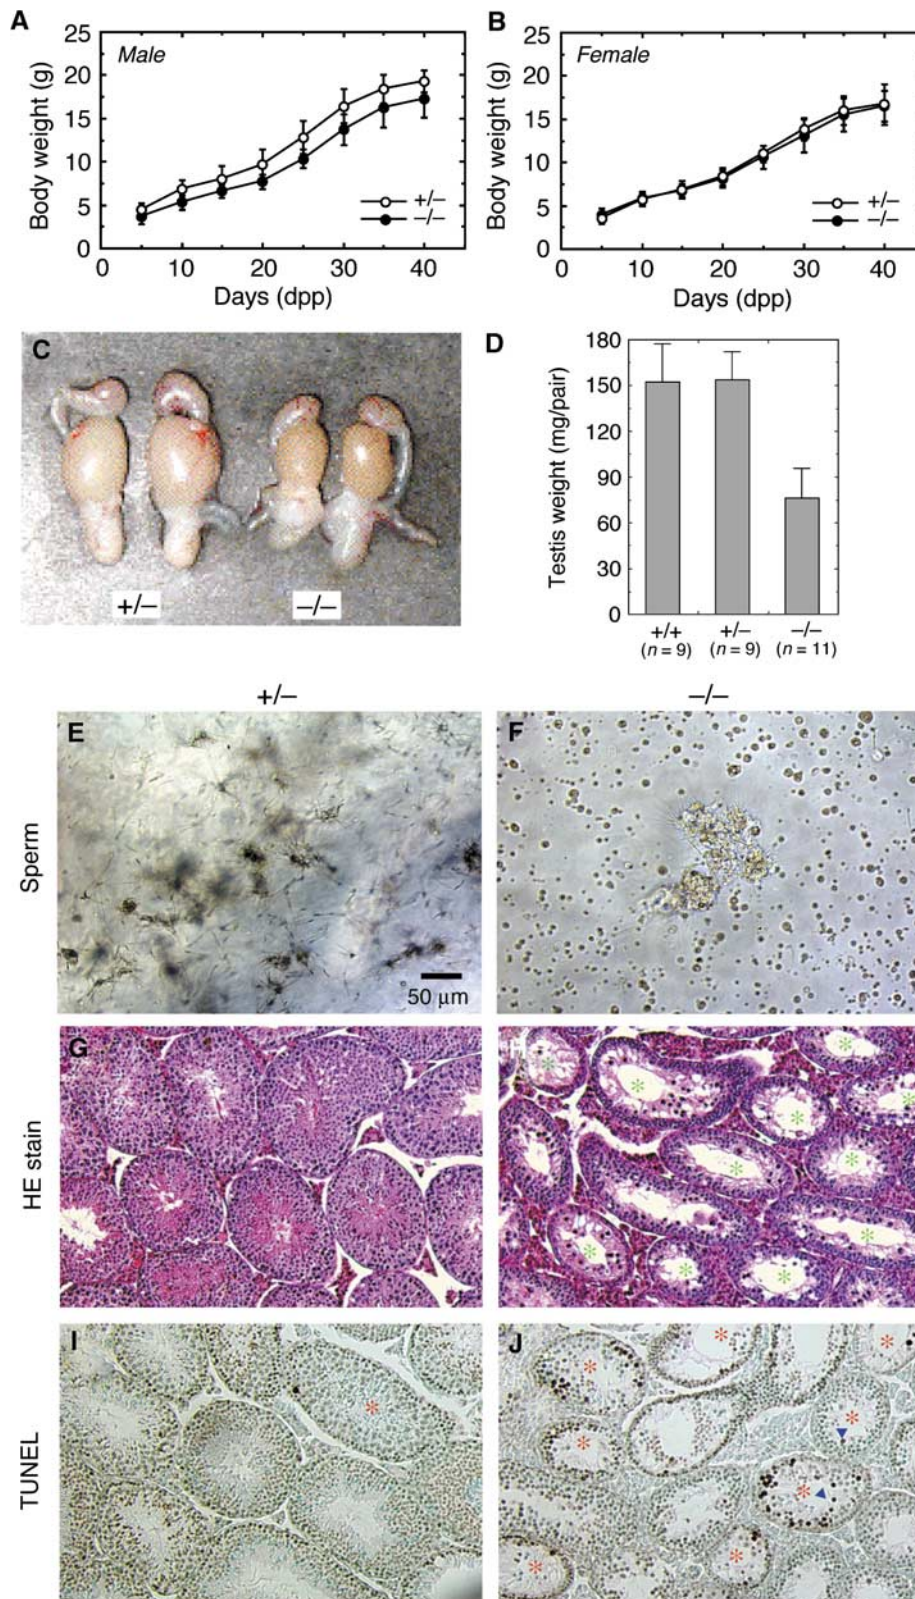 A
B
25
20
15
10
5
0
Body weight (g)
Male
+/–
–/–
0 10 20 30 40
Days (dpp)
25
20
15
10
5
0
Body weight (g)
Female
+/–
–/–
0 10 20 30 40
Days (dpp)
C
+/– –/–
D
180
150
120
90
60
30
0
Testis weight (mg/pair)
+/+ +/– –/–
(n = 9) (n = 9) (n = 11)
+/– –/–
Sperm
E
50 μm
F
HE stain
G
H
* * * * * * * * * * *
TUNEL
I
*
J
* * * * * * * *